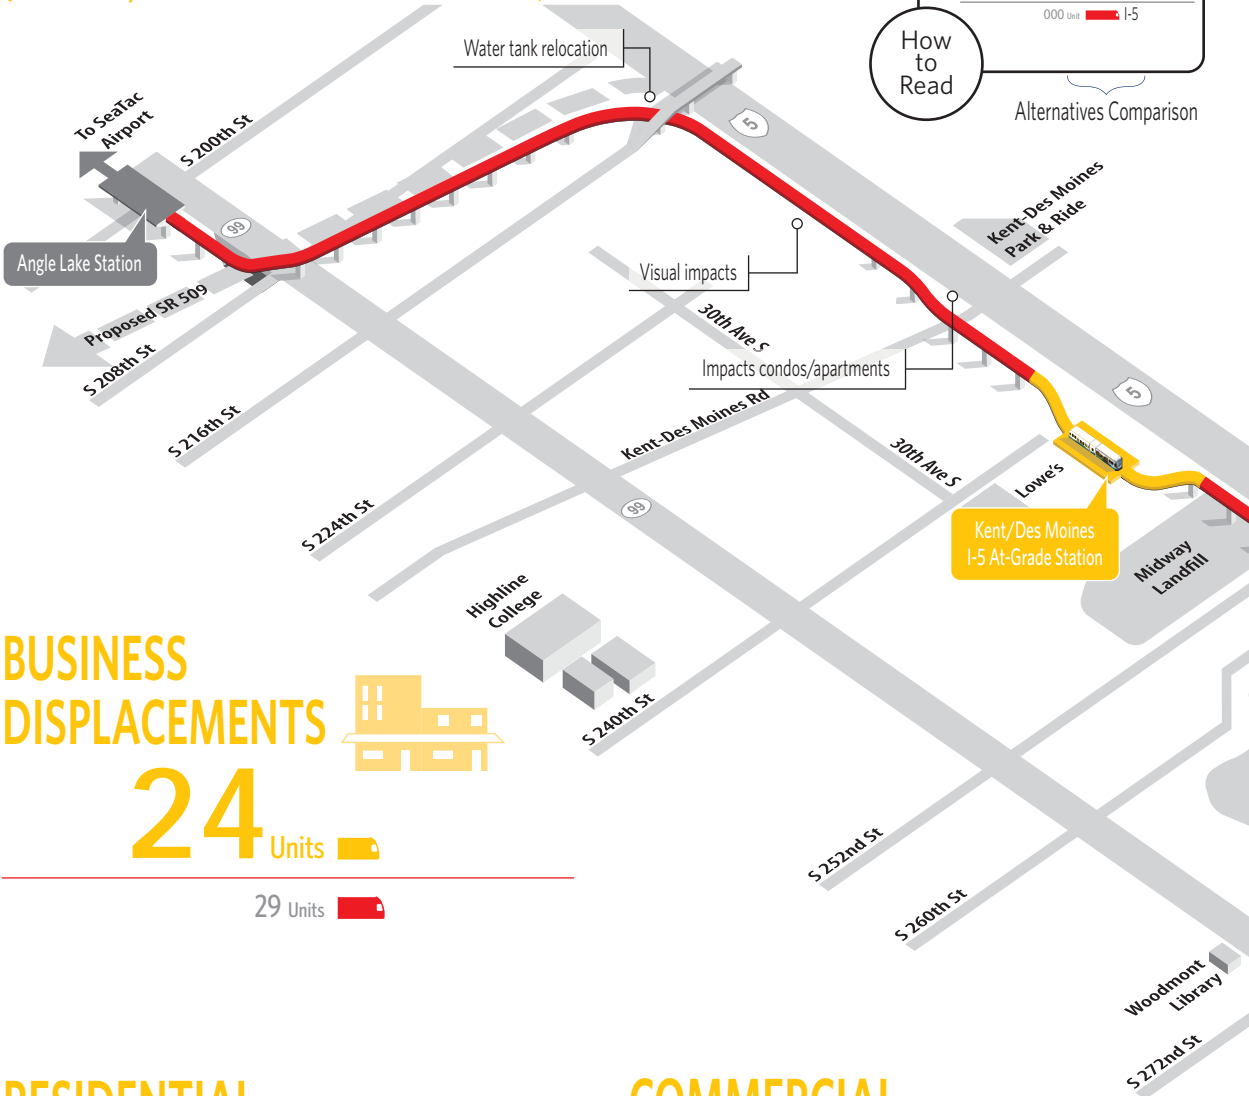 Water tank relocation
How
to
Read
000 Unit I-5
Alternatives Comparison
To SeaTac
Airport
S 200th St
5
99
Kent-Des Moines
Park & Ride
Angle Lake Station
Visual impacts
Proposed SR 509
30th Ave S
S 208th St
Impacts condos/apartments
5
S 216th St
Kent-Des Moines Rd
30th Ave S
Lowe's
99
S 224th St
Kent/Des Moines
I-5 At-Grade Station
Midway
Landfill
Highline
College
BUSINESS
DISPLACEMENTS
24 Units
29 Units
S 240th St
S 252nd St
S 260th St
Woodmont
Library
S 272nd St
RESIDENTIAL
COMMERCIAL